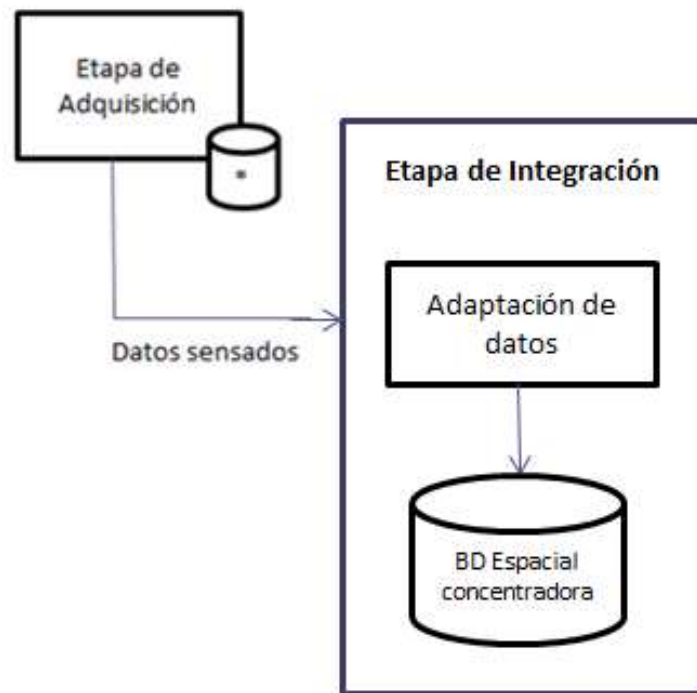 Etapa de
Adquisición
*
Etapa de Integración
Adaptación de
datos
Datos sensados
BD Espacial
concentradora